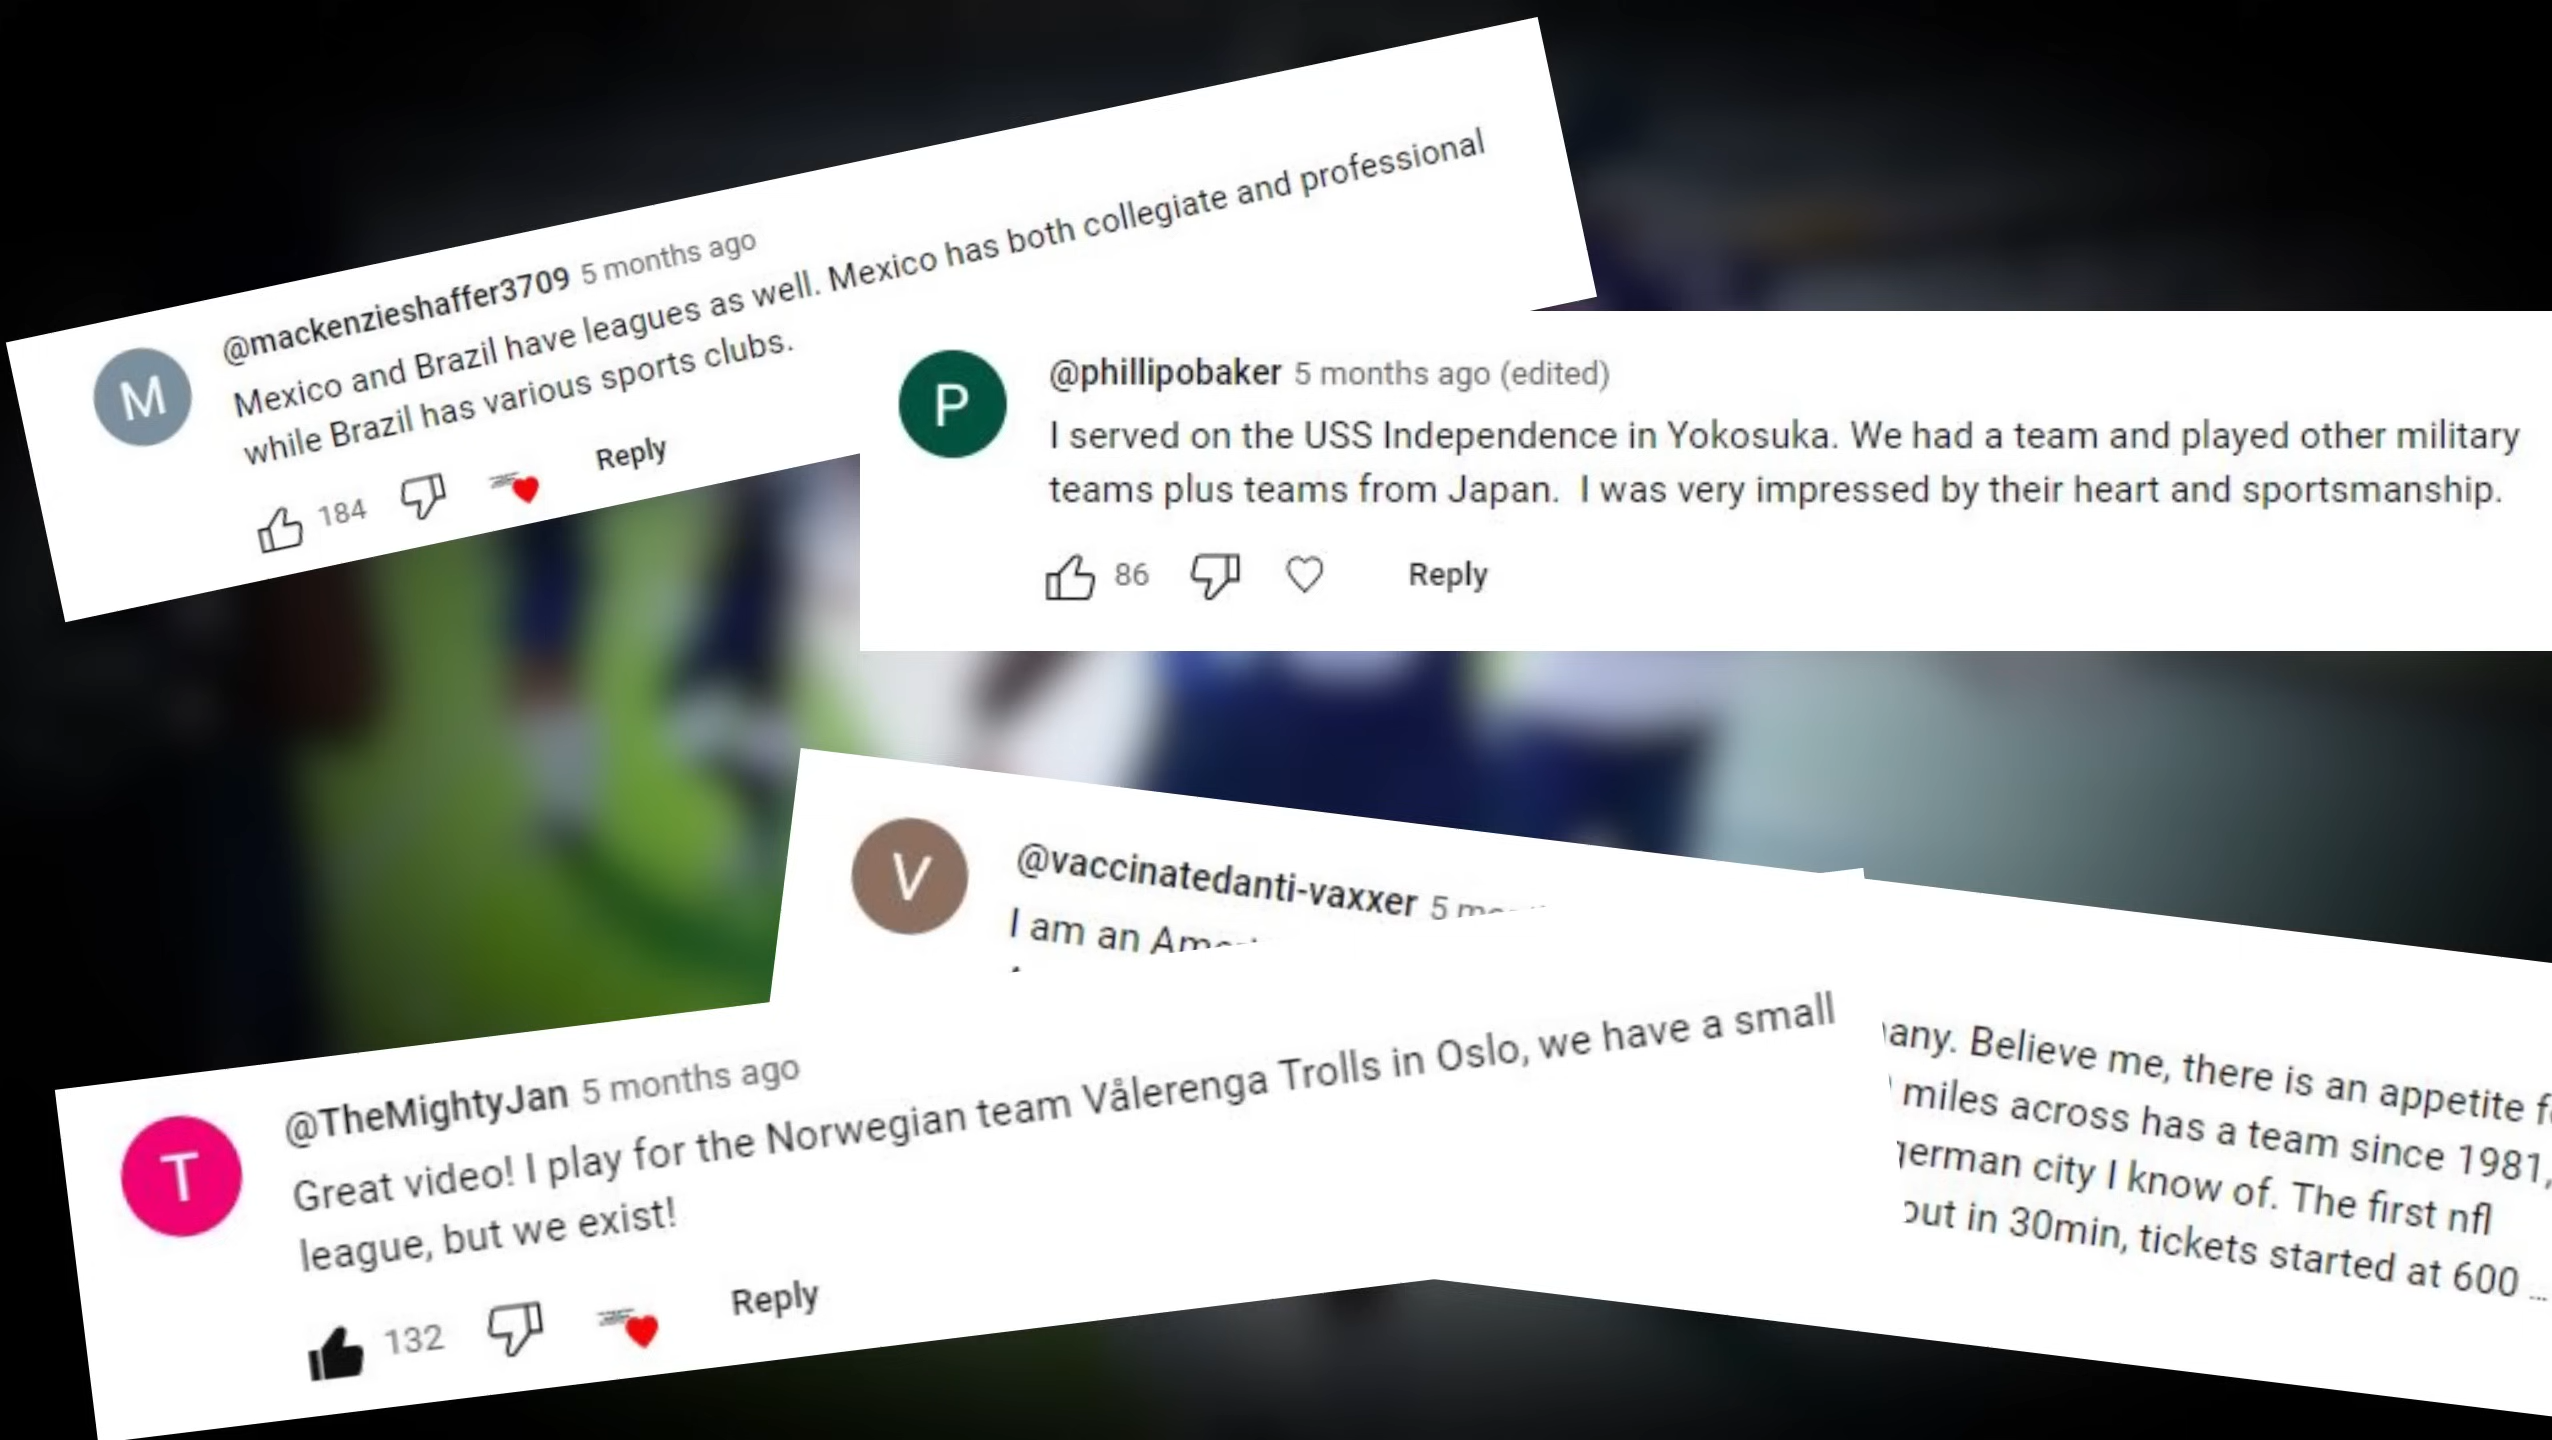 M
@mackenzieshaffer3709 5 months ago
Mexico and Brazil have leagues as well. Mexico has both collegiate and professional
while Brazil has various sports clubs.
184
Reply
P
@phillipobaker 5 months ago (edited)
I served on the USS Independence in Yokosuka. We had a team and played other military
teams plus teams from Japan. I was very impressed by their heart and sportsmanship.
86
Reply
V
@vaccinatedanti-vaxxer 5
I am an
any. Believe me, there is an appetite
miles across has a team since 1981,
german city I know of. The first nfl
out in 30min, tickets started at 600 ...
T
@TheMightyJan 5 months ago
Great video! I play for the Norwegian team Vålerenga Trolls in Oslo, we have a small
league, but we exist!
132
Reply